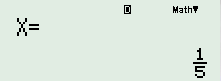 D Math▼
X=
1/5